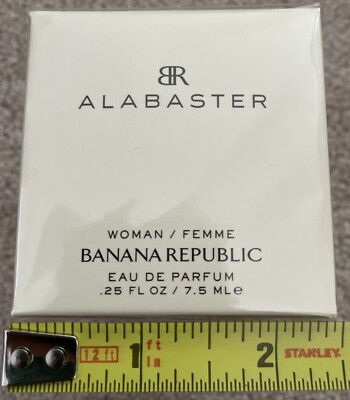 BR
ALABASTER
WOMAN / FEMME
BANANA REPUBLIC
EAU DE PARFUM
.25 FL OZ / 7.5 ML e
12 ft 1 ft in 2 STANLEY